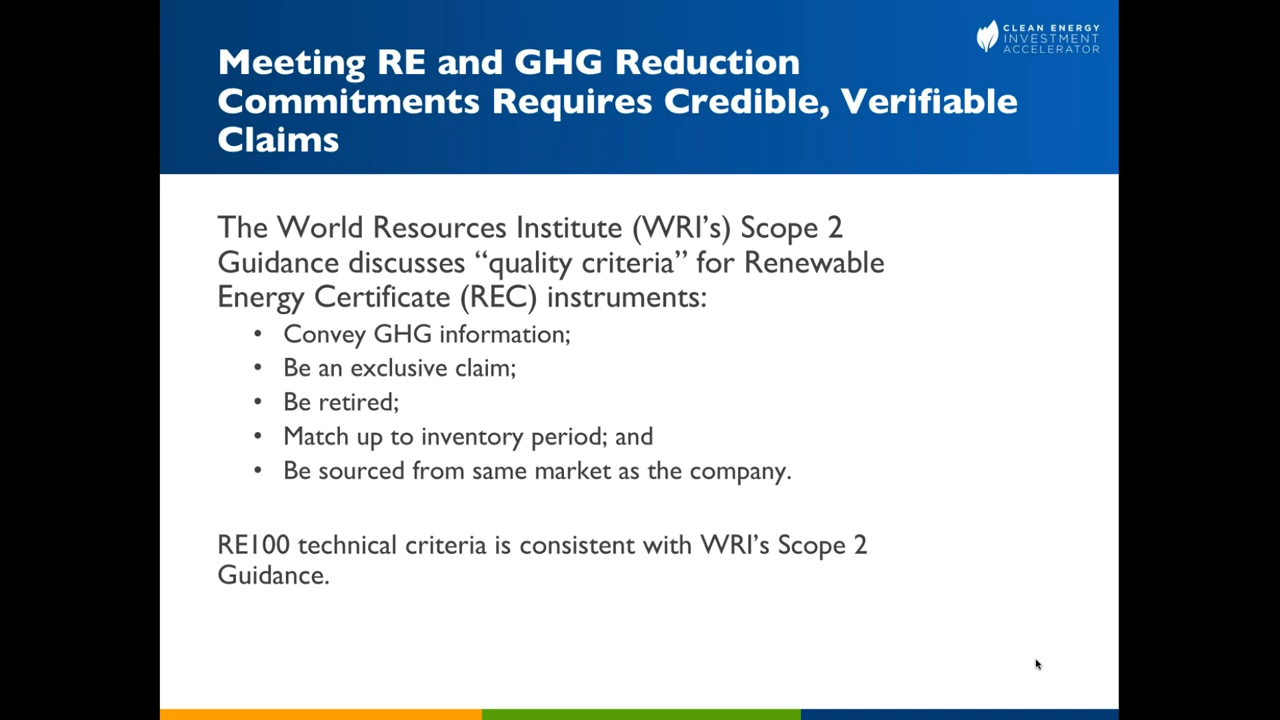 CLEAN ENERGY
INVESTMENT
ACCELERATOR
Meeting RE and GHG Reduction
Commitments Requires Credible, Verifiable
Claims
The World Resources Institute (WRI’s) Scope 2
Guidance discusses “quality criteria” for Renewable
Energy Certificate (REC) instruments:
• Convey GHG information;
• Be an exclusive claim;
• Be retired;
• Match up to inventory period; and
• Be sourced from same market as the company.
RE100 technical criteria is consistent with WRI’s Scope 2
Guidance.